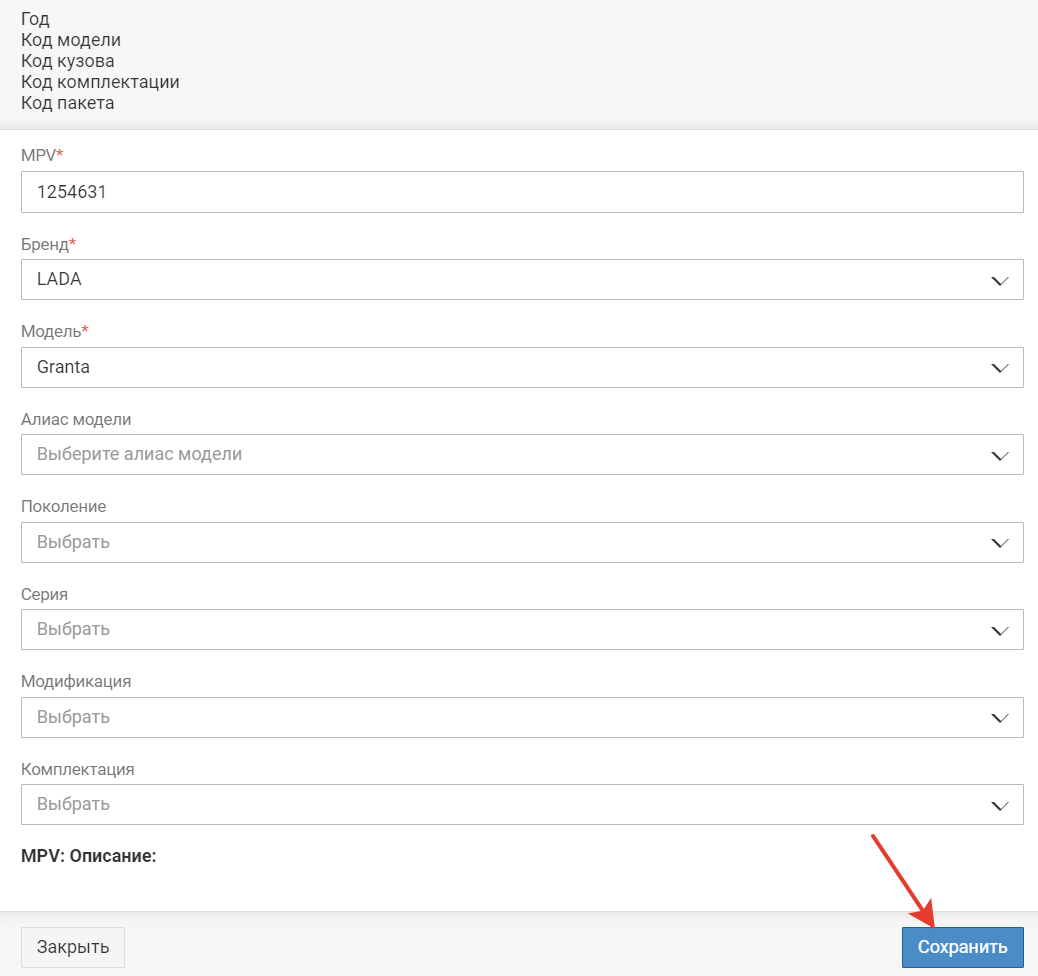 Год
Код модели
Код кузова
Код комплектации
Код пакета
MPV*
1254631
Бренд*
LADA
Модель*
Granta
Алиас модели
Выберите алиас модели
Поколение
Выбрать
Серия
Выбрать
Модификация
Выбрать
Комплектация
Выбрать
MPV: Описание:
Закрыть
Сохранить